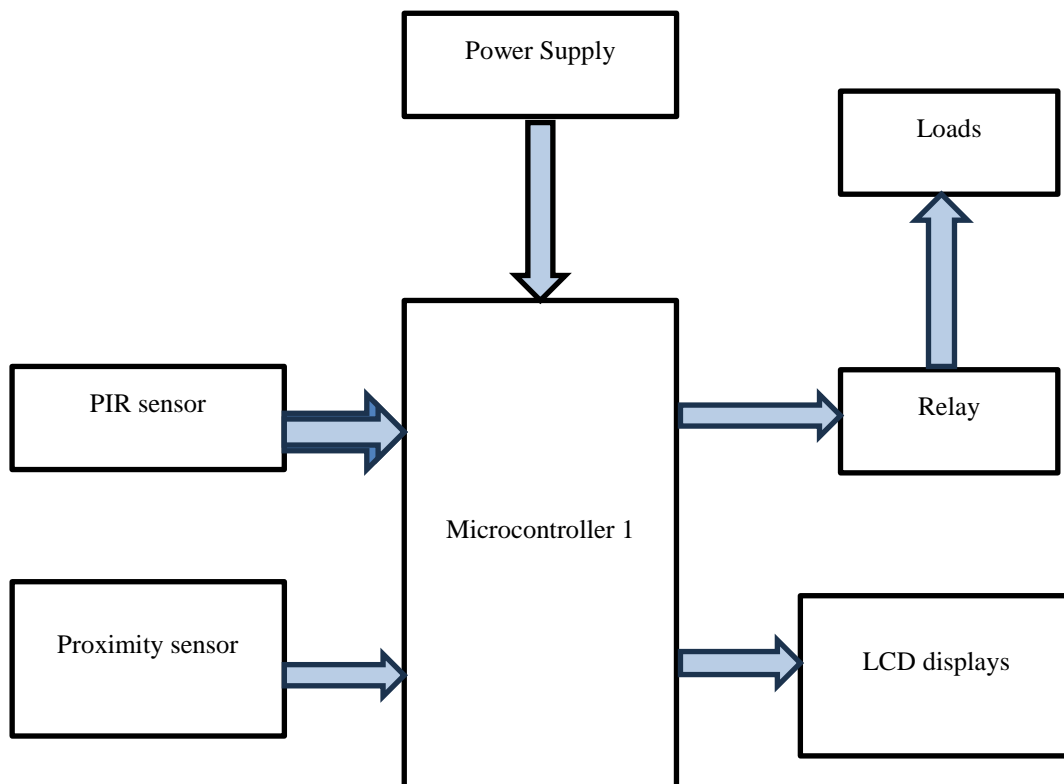 Power Supply
Loads
PIR sensor
Relay
Microcontroller 1
Proximity sensor
LCD displays